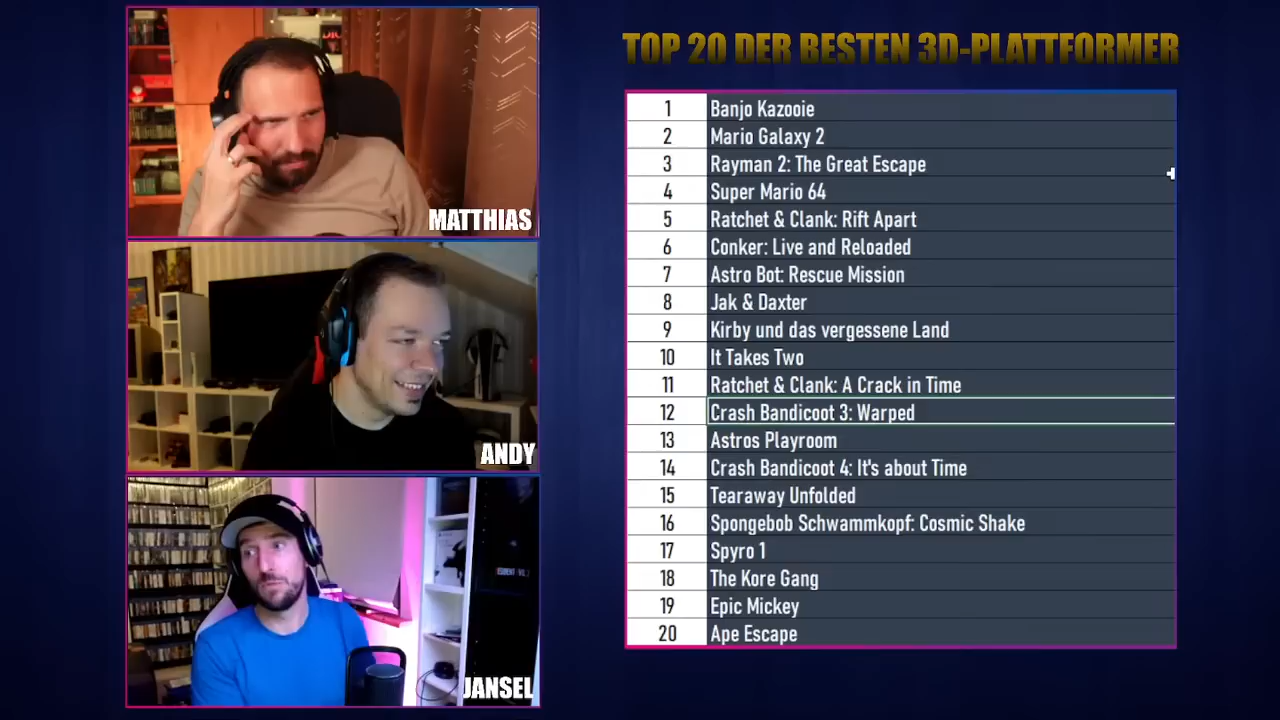 TOP 20 DER BESTEN 3D-PLATTFORMER
MATTHIAS
ANDY
JANSEL
1 Banjo Kazooie
2 Mario Galaxy 2
3 Rayman 2: The Great Escape
4 Super Mario 64
5 Ratchet & Clank: Rift Apart
6 Conker: Live and Reloaded
7 Astro Bot: Rescue Mission
8 Jak & Daxter
9 Kirby und das vergessene Land
10 It Takes Two
11 Ratchet & Clank: A Crack in Time
12 Crash Bandicoot 3: Warped
13 Astros Playroom
14 Crash Bandicoot 4: It's about Time
15 Tearaway Unfolded
16 Spongebob Schwammkopf: Cosmic Shake
17 Spyro 1
18 The Kore Gang
19 Epic Mickey
20 Ape Escape